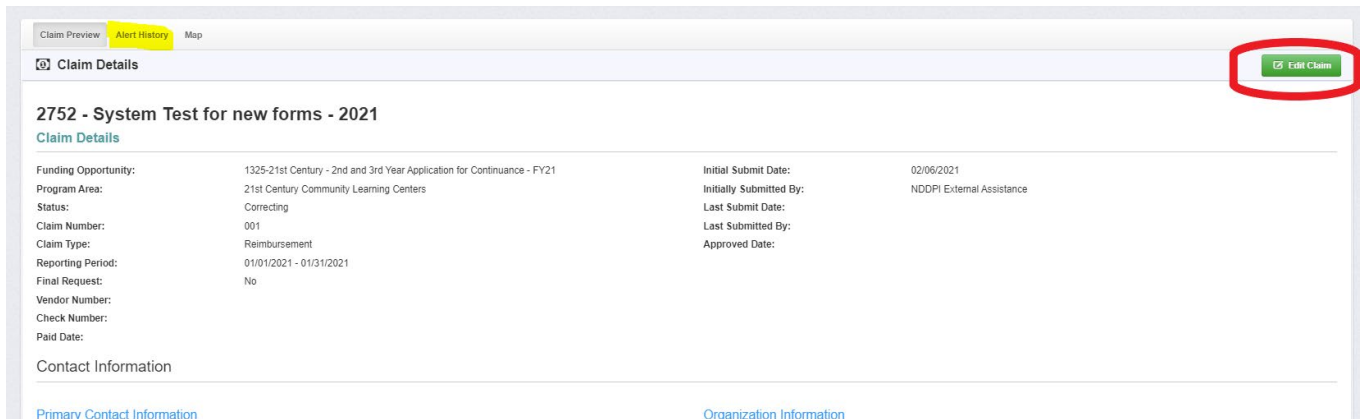 Claim Preview Alert History Map
Claim Details
Edit Claim
2752 - System Test for new forms - 2021
Claim Details
Funding Opportunity: 1325-21st Century - 2nd and 3rd Year Application for Continuance - FY21
Program Area: 21st Century Community Learning Centers
Status: Correcting
Claim Number: 001
Claim Type: Reimbursement
Reporting Period: 01/01/2021 - 01/31/2021
Final Request: No
Vendor Number:
Check Number:
Paid Date:
Initial Submit Date: 02/06/2021
Initially Submitted By: NDDPI External Assistance
Last Submit Date:
Last Submitted By:
Approved Date:
Contact Information
Primary Contact Information
Organization Information